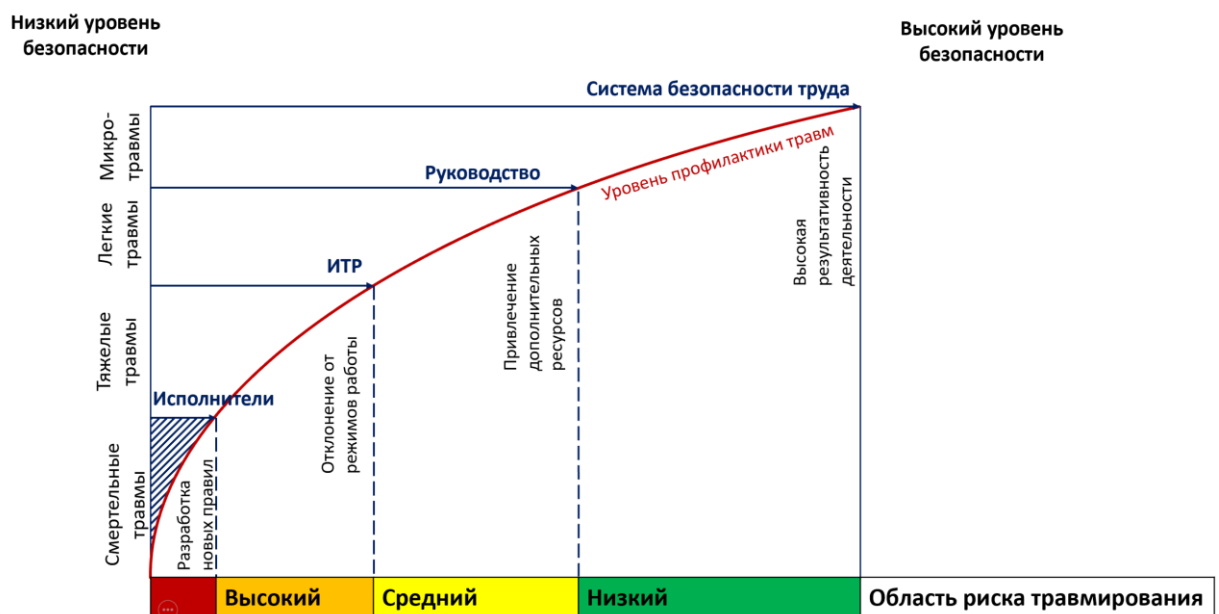 Низкий уровень
безопасности
Высокий уровень
безопасности
Система безопасности труда
Микро-
травмы
Уровень профилактики травм
Руководство
Высокая
результативность
деятельности
Легкие
травмы
ИТР
Привлечение
дополнительных
ресурсов
Тяжелые
травмы
Отклонение от
режимов работы
Исполнители
Смертельные
травмы
Разработка
новых правил
Высокий
Средний
Низкий
Область риска травмирования